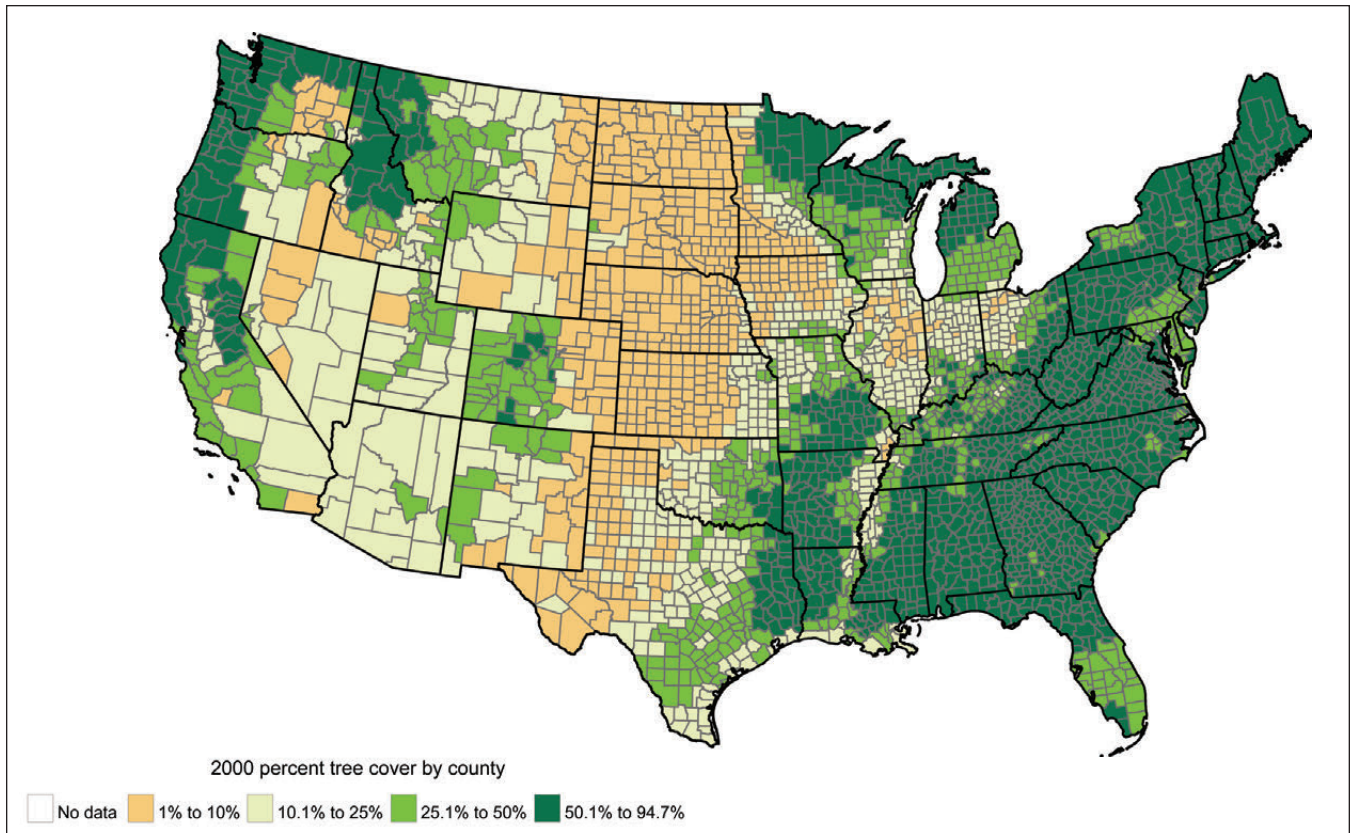 2000 percent tree cover by county
No data 1% to 10% 10.1% to 25% 25.1% to 50% 50.1% to 94.7%